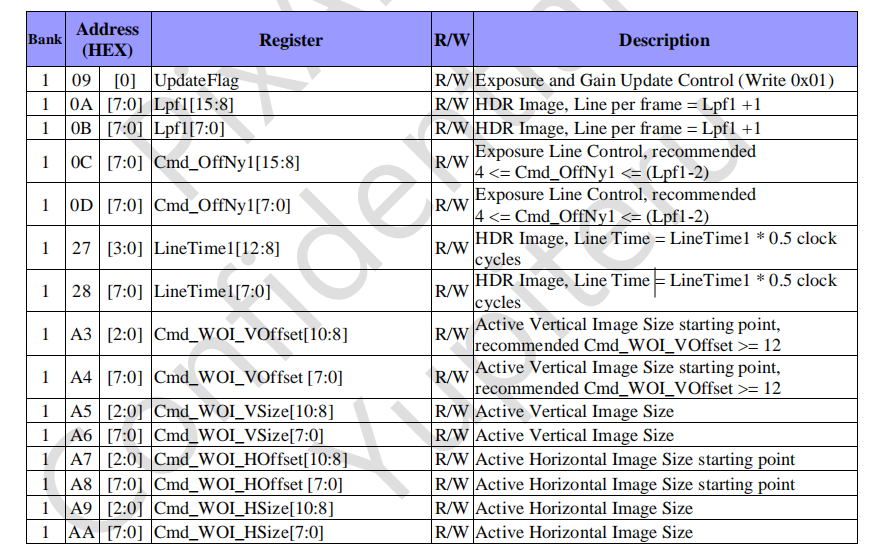 Bank Address (HEX) Register R/W Description
1 09 [0] UpdateFlag R/W Exposure and Gain Update Control (Write 0x01)
1 0A [7:0] Lpf1[15:8] R/W HDR Image, Line per frame = Lpf1 +1
1 0B [7:0] Lpf1[7:0] R/W HDR Image, Line per frame = Lpf1 +1
1 0C [7:0] Cmd_OffNy1[15:8] R/W Exposure Line Control, recommended
4 <= Cmd_OffNy1 <= (Lpf1-2)
1 0D [7:0] Cmd_OffNy1[7:0] R/W Exposure Line Control, recommended
4 <= Cmd_OffNy1 <= (Lpf1-2)
1 27 [3:0] LineTime1[12:8] R/W HDR Image, Line Time = LineTime1 * 0.5 clock
cycles
1 28 [7:0] LineTime1[7:0] R/W HDR Image, Line Time = LineTime1 * 0.5 clock
cycles
1 A3 [2:0] Cmd_WOI_VOffset[10:8] R/W Active Vertical Image Size starting point,
recommended Cmd_WOI_VOffset >= 12
1 A4 [7:0] Cmd_WOI_VOffset [7:0] R/W Active Vertical Image Size starting point,
recommended Cmd_WOI_VOffset >= 12
1 A5 [2:0] Cmd_WOI_VSize[10:8] R/W Active Vertical Image Size
1 A6 [7:0] Cmd_WOI_VSize[7:0] R/W Active Vertical Image Size
1 A7 [2:0] Cmd_WOI_HOffset[10:8] R/W Active Horizontal Image Size starting point
1 A8 [7:0] Cmd_WOI_HOffset [7:0] R/W Active Horizontal Image Size starting point
1 A9 [2:0] Cmd_WOI_HSize[10:8] R/W Active Horizontal Image Size
1 AA [7:0] Cmd_WOI_HSize[7:0] R/W Active Horizontal Image Size
Confidential
Yupiteru